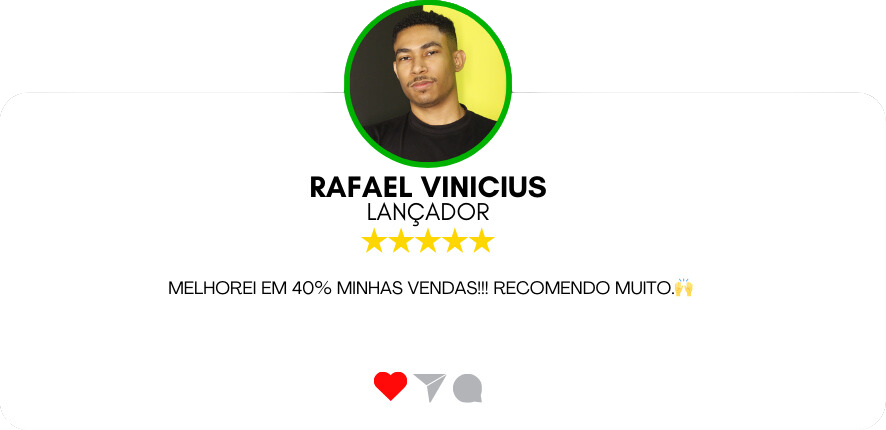 RAFAEL VINICIUS
LANÇADOR
MELHOREI EM 40% MINHAS VENDAS!!! RECOMENDO MUITO.🙌